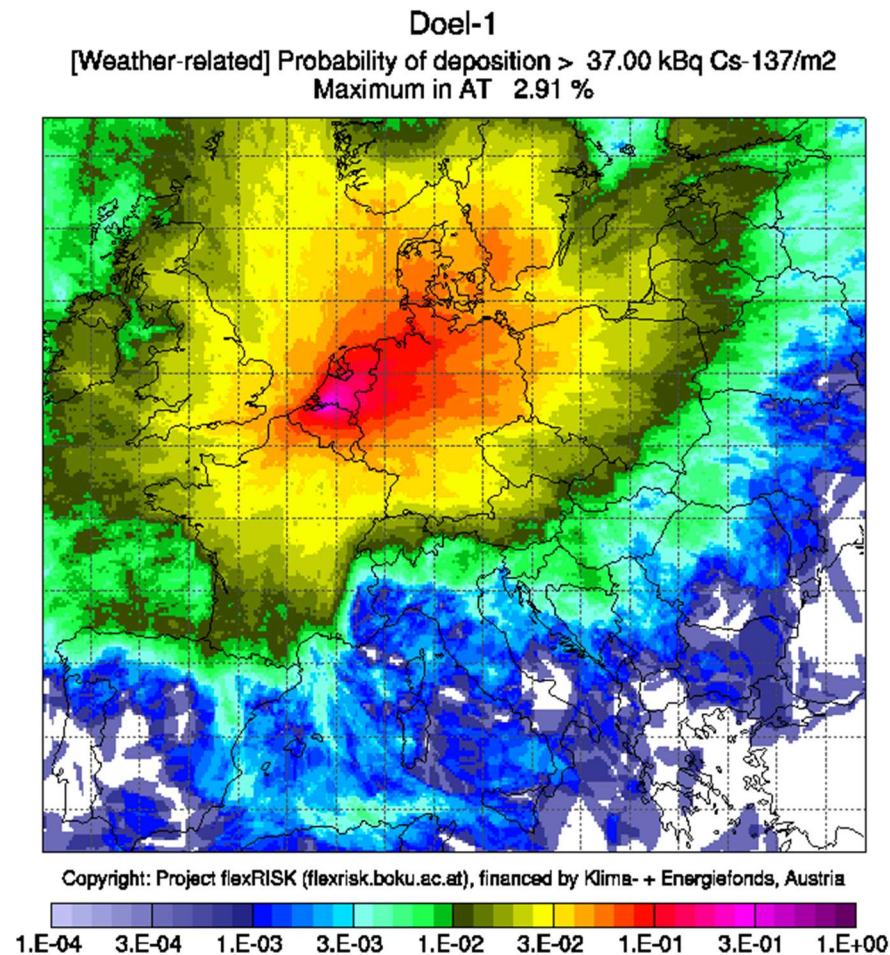 Doel-1
[Weather-related] Probability of deposition > 37.00 kBq Cs-137/m2
Maximum in AT 2.91 %
Copyright: Project flexRISK (flexrisk.boku.ac.at), financed by Klima- + Energiefonds, Austria
1.E-04 3.E-04 1.E-03 3.E-03 1.E-02 3.E-02 1.E-01 3.E-01 1.E+00